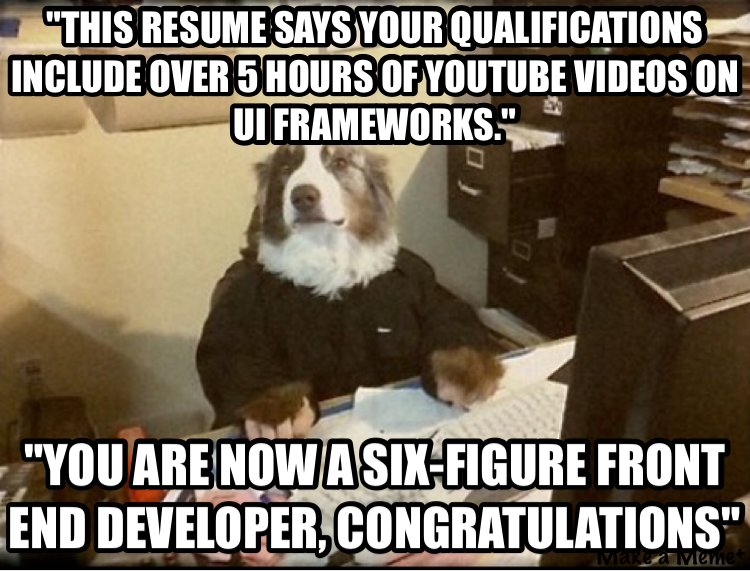 "THIS RESUME SAYS YOUR QUALIFICATIONS
INCLUDE OVER 5 HOURS OF YOUTUBE VIDEOS ON
UI FRAMEWORKS."
"YOU ARE NOW A SIX-FIGURE FRONT
END DEVELOPER, CONGRATULATIONS"
Make a Meme